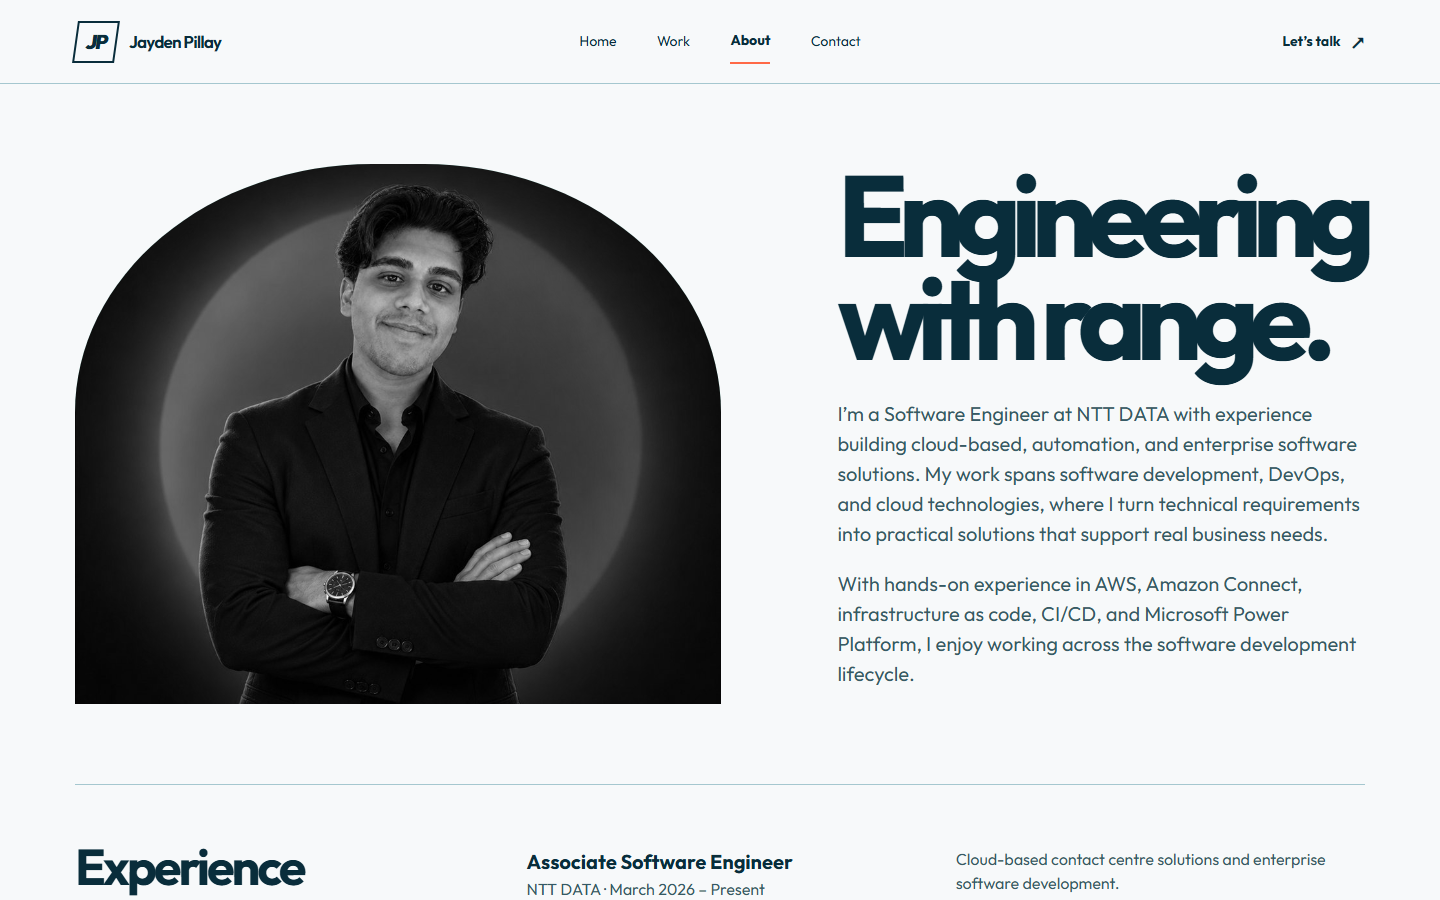 JP Jayden Pillay
Home Work About Contact
Let's talk ↗
Engineering
with range.
I'm a Software Engineer at NTT DATA with experience
building cloud-based, automation, and enterprise software
solutions. My work spans software development, DevOps,
and cloud technologies, where I turn technical requirements
into practical solutions that support real business needs.
With hands-on experience in AWS, Amazon Connect,
infrastructure as code, CI/CD, and Microsoft Power
Platform, I enjoy working across the software development
lifecycle.
Experience
Associate Software Engineer
NTT DATA · March 2026 – Present
Cloud-based contact centre solutions and enterprise
software development.